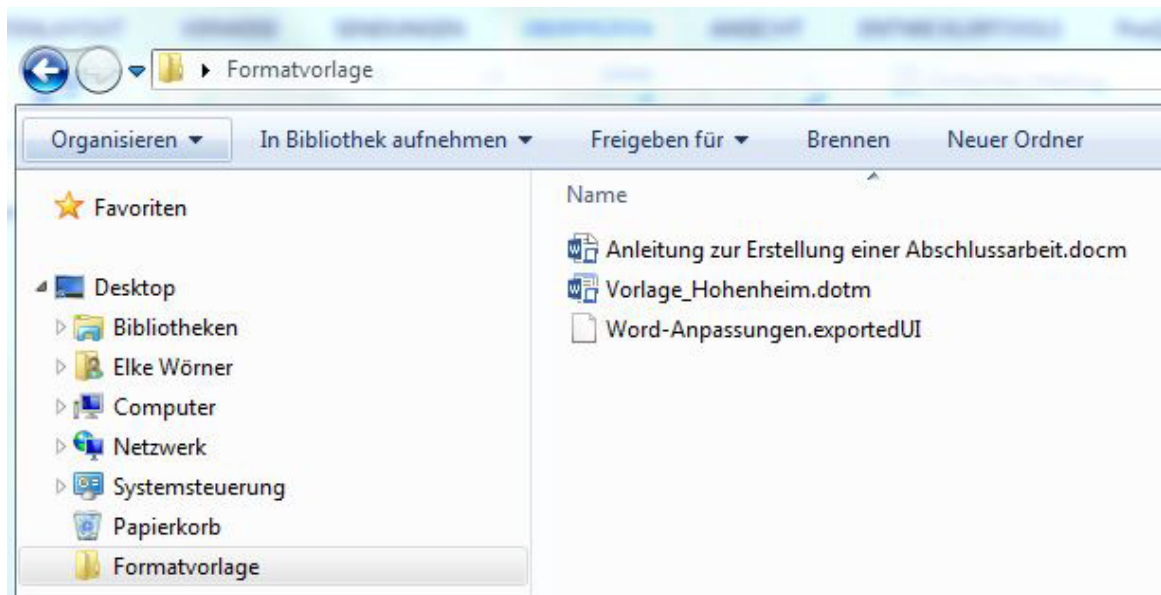 Formatvorlage
Organisieren In Bibliothek aufnehmen Freigeben für Brennen Neuer Ordner
Favoriten
Desktop
Bibliotheken
Elke Wörner
Computer
Netzwerk
Systemsteuerung
Papierkorb
Formatvorlage
Name
Anleitung zur Erstellung einer Abschlussarbeit.docm
Vorlage_Hohenheim.dotm
Word-Anpassungen.exportedUI